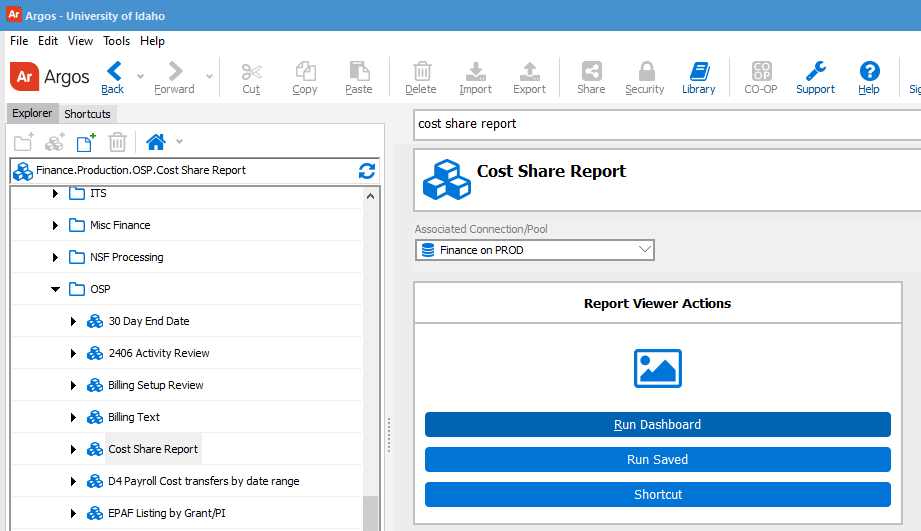 Ar Argos - University of Idaho
File Edit View Tools Help
Ar Argos Back Forward Cut Copy Paste Delete Import Export Share Security Library CO-OP Support Help
CO
OP
Explorer Shortcuts
Finance.Production.OSP.Cost Share Report
ITS
Misc Finance
NSF Processing
OSP
30 Day End Date
2406 Activity Review
Billing Setup Review
Billing Text
Cost Share Report
D4 Payroll Cost transfers by date range
EPAF Listing by Grant/PI
cost share report
Cost Share Report
Associated Connection/Pool
Finance on PROD
Report Viewer Actions
Run Dashboard
Run Saved
Shortcut